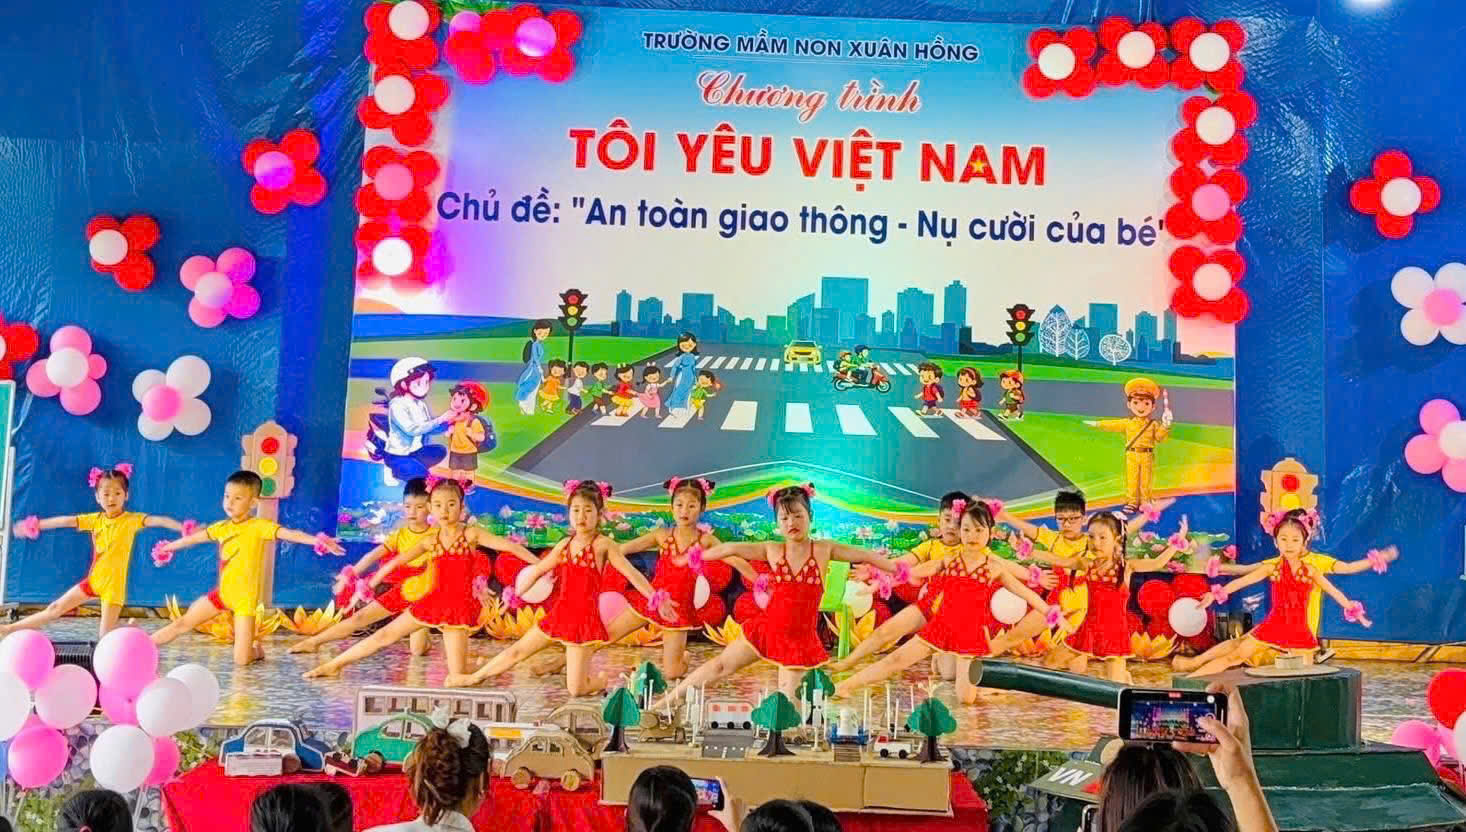 TRƯỜNG MẦM NON XUÂN HỒNG
Chương trình
TÔI YÊU VIỆT NAM
Chủ đề: "An toàn giao thông - Nụ cười của bé"
VN